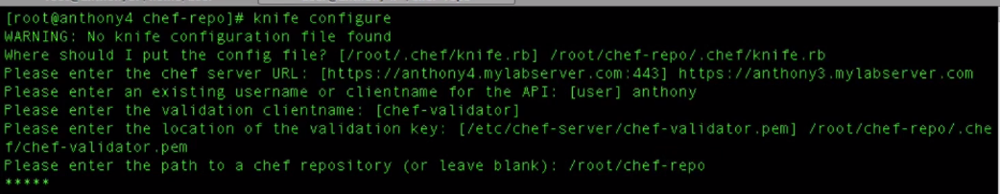 [root@anthony4 chef-repo]# knife configure
WARNING: No knife configuration file found
Where should I put the config file? [/root/.chef/knife.rb] /root/chef-repo/.chef/knife.rb
Please enter the chef server URL: [https://anthony4.mylabserver.com:443] https://anthony3.mylabserver.com
Please enter an existing username or clientname for the API: [user] anthony
Please enter the validation clientname: [chef-validator]
Please enter the location of the validation key: [/etc/chef-server/chef-validator.pem] /root/chef-repo/.che
f/chef-validator.pem
Please enter the path to a chef repository (or leave blank): /root/chef-repo
*****